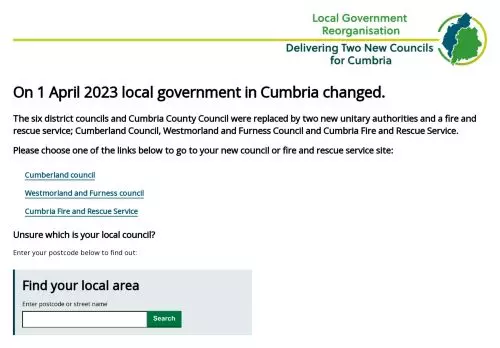 Local Government
Reorganisation
Delivering Two New Councils
for Cumbria
On 1 April 2023 local government in Cumbria changed.
The six district councils and Cumbria County Council were replaced by two new unitary authorities and a fire and
rescue service; Cumberland Council, Westmorland and Furness Council and Cumbria Fire and Rescue Service.
Please choose one of the links below to go to your new council or fire and rescue service site:
Cumberland council
Westmorland and Furness council
Cumbria Fire and Rescue Service
Unsure which is your local council?
Enter your postcode below to find out:
Find your local area
Enter postcode or street name
Search